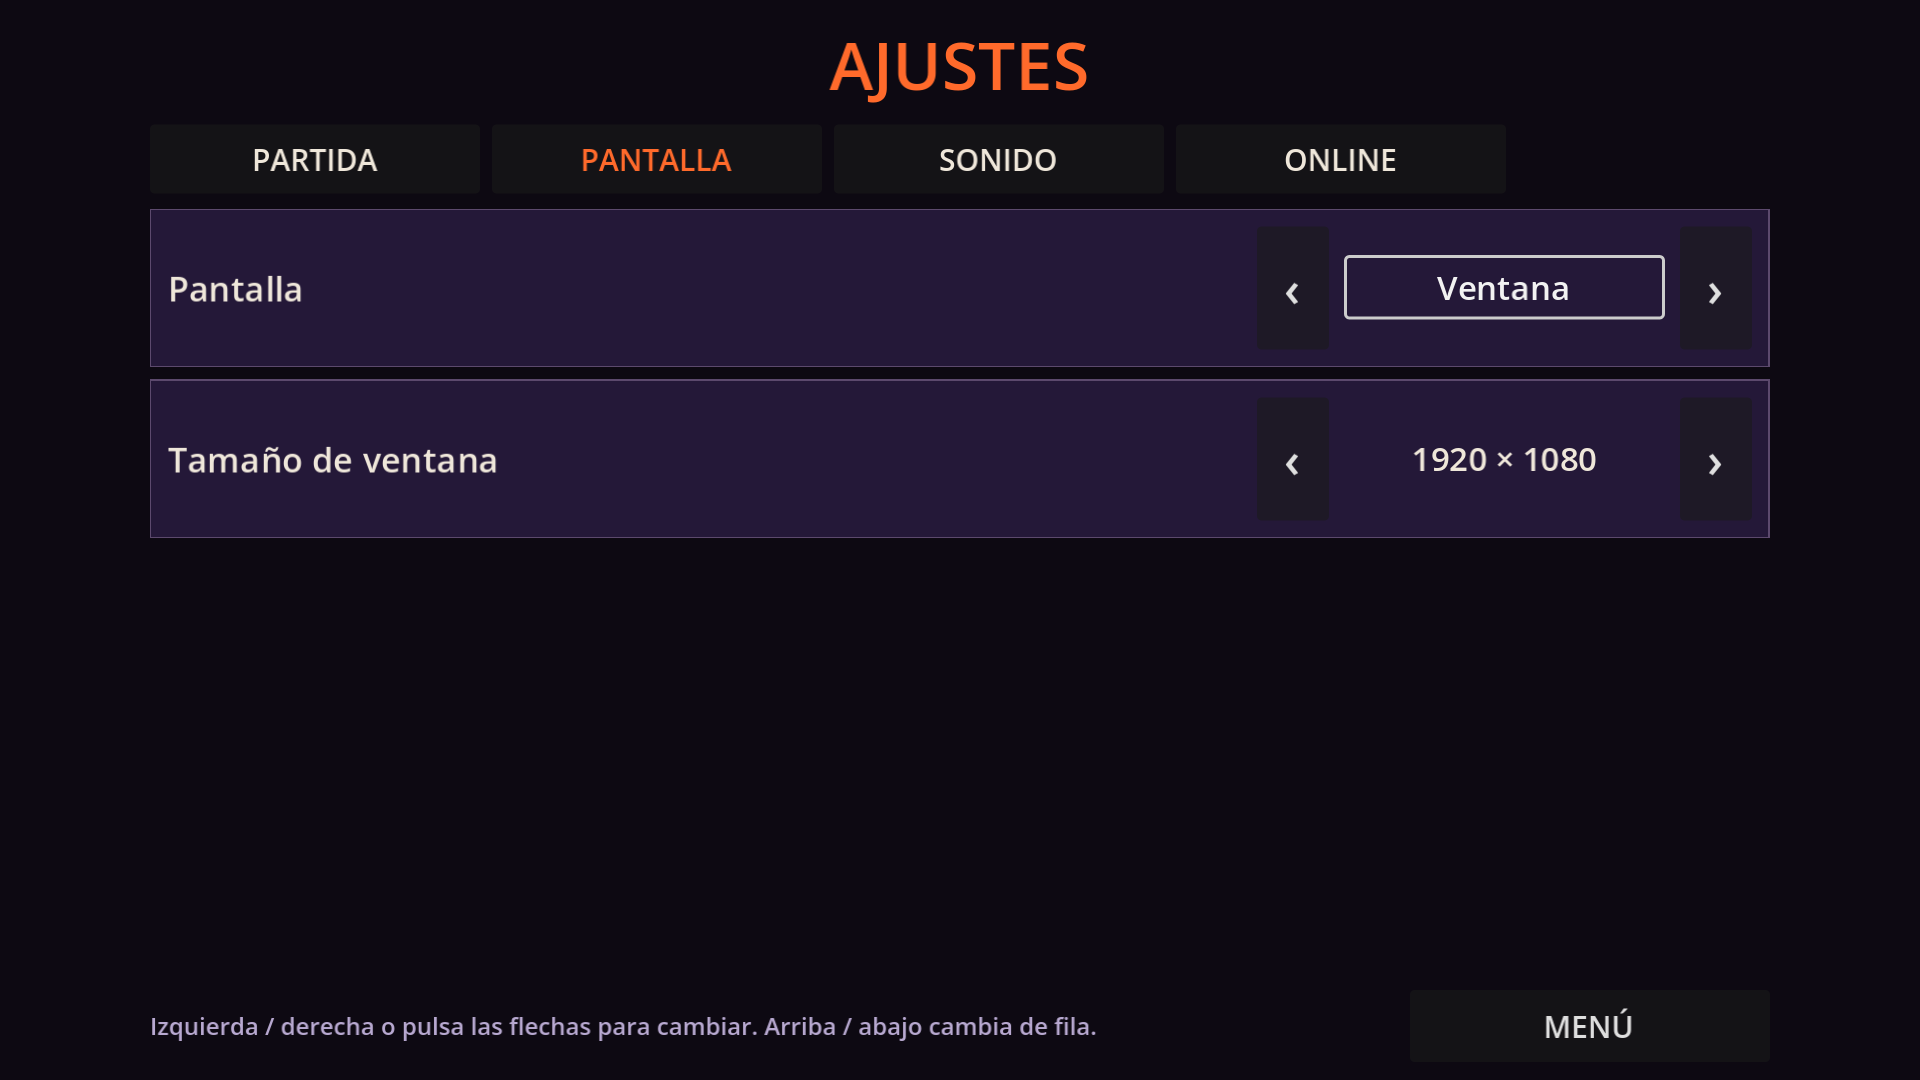 AJUSTES
PARTIDA PANTALLA SONIDO ONLINE
Pantalla ‹ Ventana ›
Tamaño de ventana ‹ 1920 × 1080 ›
Izquierda / derecha o pulsa las flechas para cambiar. Arriba / abajo cambia de fila. MENÚ